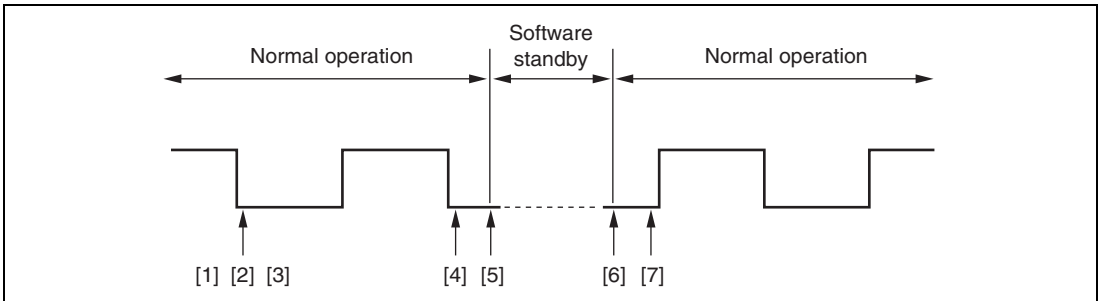 Software
standby
Normal operation
Normal operation
[1] [2] [3]
[4] [5]
[6] [7]